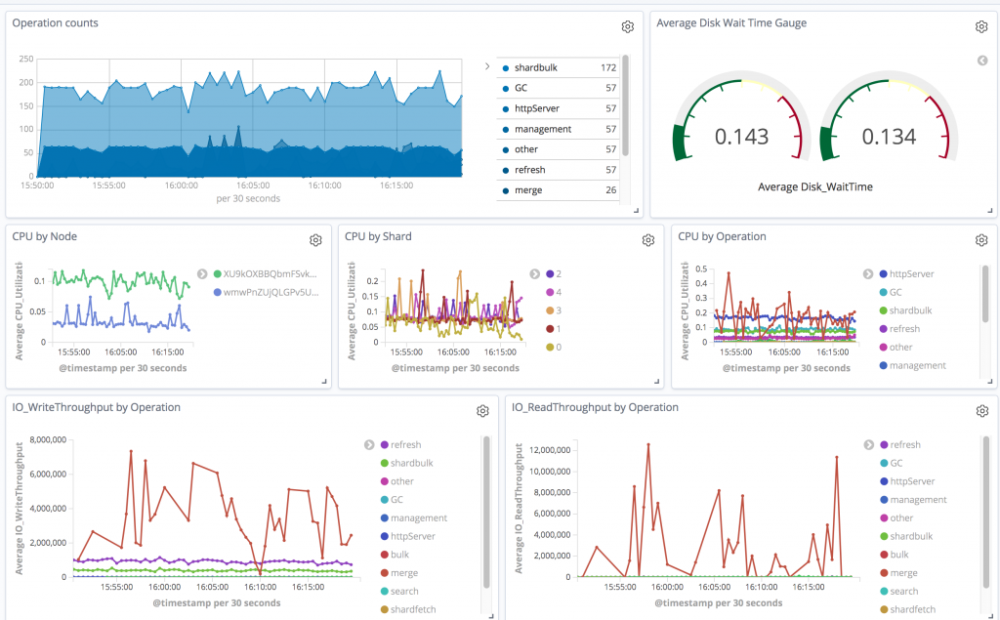 Operation counts
250
200
150
100
50
0
15:50:00 15:55:00 16:00:00 16:05:00 16:10:00 16:15:00
per 30 seconds
shardbulk 172
GC 57
httpServer 57
management 57
other 57
refresh 57
merge 26
Average Disk Wait Time Gauge
0.143 0.134
Average Disk_WaitTime
CPU by Node
Average CPU_Utilizati
0.1
0.05
0
15:55:00 16:05:00 16:15:00
@timestamp per 30 seconds
XU9kOXBBQbmFSvk...
wmwPnZUjQLGPv5U...
CPU by Shard
Average CPU_Utilizati
0.2
0.15
0.1
0.05
0
15:55:00 16:05:00 16:15:00
@timestamp per 30 seconds
2
4
3
1
0
CPU by Operation
Average CPU_Utilizati
0.5
0.4
0.3
0.2
0.1
0
15:55:00 16:05:00 16:15:00
@timestamp per 30 seconds
httpServer
GC
shardbulk
refresh
other
management
IO_WriteThroughput by Operation
Average IO_WriteThroughput
8,000,000
6,000,000
4,000,000
2,000,000
0
15:55:00 16:00:00 16:05:00 16:10:00 16:15:00
@timestamp per 30 seconds
refresh
shardbulk
other
GC
management
httpServer
bulk
merge
search
shardfetch
IO_ReadThroughput by Operation
Average IO_ReadThroughput
12,000,000
10,000,000
8,000,000
6,000,000
4,000,000
2,000,000
0
15:55:00 16:00:00 16:05:00 16:10:00 16:15:00
@timestamp per 30 seconds
refresh
GC
httpServer
management
other
shardbulk
bulk
merge
search
shardfetch